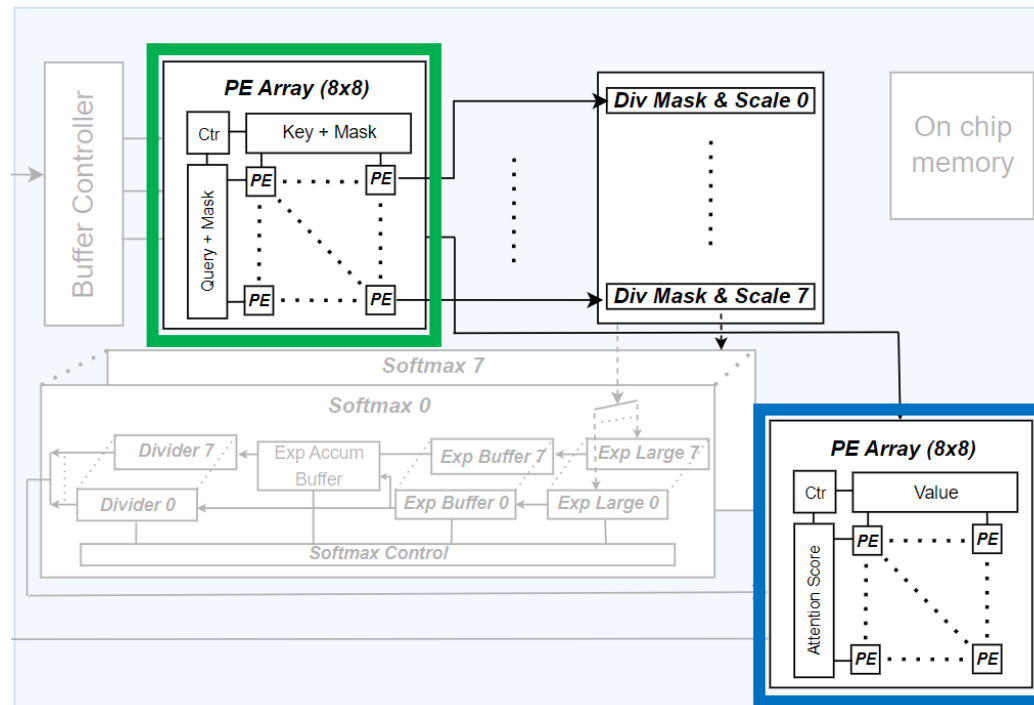 Buffer Controller
PE Array (8x8)
Ctr
Key + Mask
Query + Mask
PE
PE
PE
PE
Div Mask & Scale 0
Div Mask & Scale 7
On chip
memory
Softmax 7
Softmax 0
Divider 7
Exp Accum
Buffer
Exp Buffer 7
Exp Large 7
Divider 0
Exp Buffer 0
Exp Large 0
Softmax Control
PE Array (8x8)
Ctr
Value
Attention Score
PE
PE
PE
PE